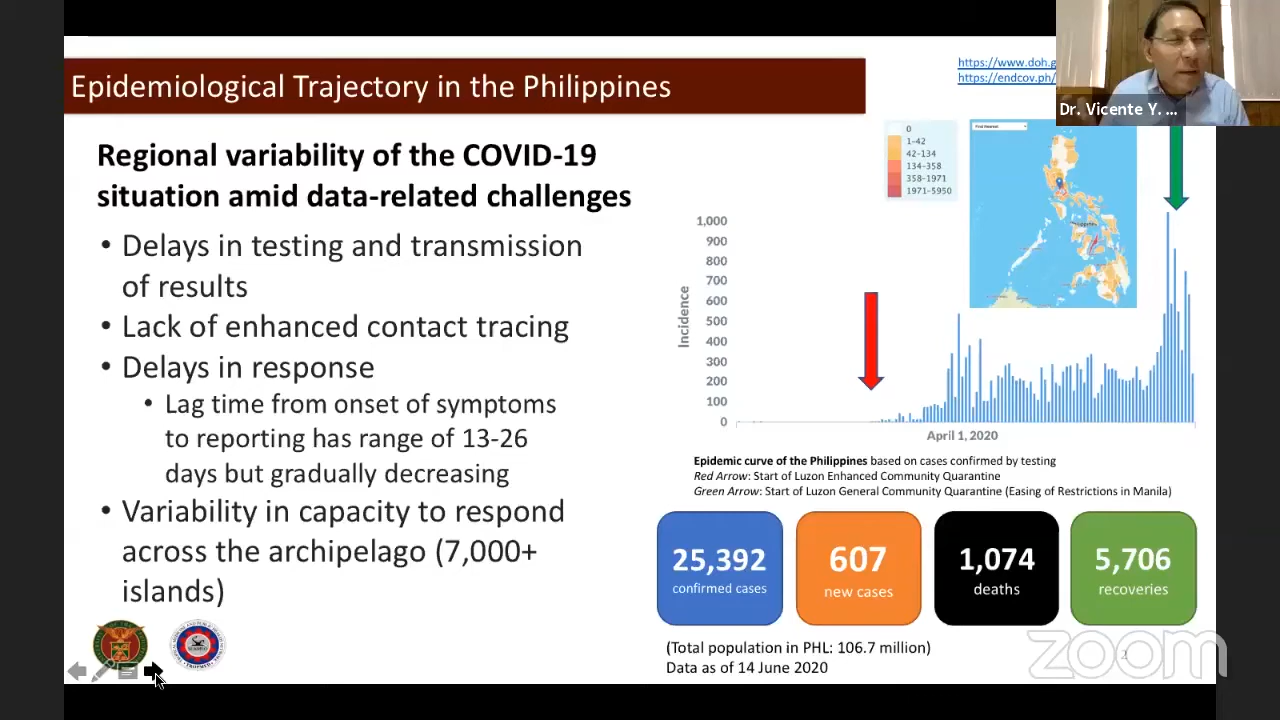 Epidemiological Trajectory in the Philippines
https://www.doh.g
https://endcov.ph/
Dr. Vicente Y. ...
Regional variability of the COVID-19
situation amid data-related challenges
• Delays in testing and transmission
of results
• Lack of enhanced contact tracing
• Delays in response
• Lag time from onset of symptoms
to reporting has range of 13-26
days but gradually decreasing
• Variability in capacity to respond
across the archipelago (7,000+
islands)
0
1-42
42-134
134-358
358-1971
1971-5950
Philippines
1,000
900
800
700
600
500
400
300
200
100
0
Incidence
April 1, 2020
Epidemic curve of the Philippines based on cases confirmed by testing
Red Arrow: Start of Luzon Enhanced Community Quarantine
Green Arrow: Start of Luzon General Community Quarantine (Easing of Restrictions in Manila)
25,392
confirmed cases
607
new cases
1,074
deaths
5,706
recoveries
(Total population in PHL: 106.7 million)
Data as of 14 June 2020
zoom
2